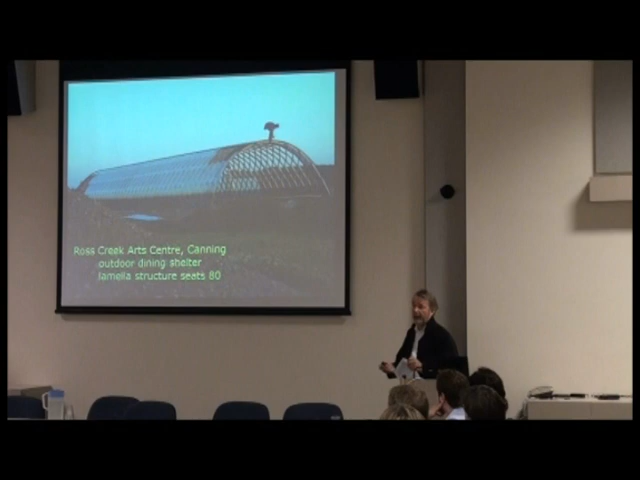 Ross Creek Arts Centre, Canning
outdoor dining shelter
lamella structure seats 80